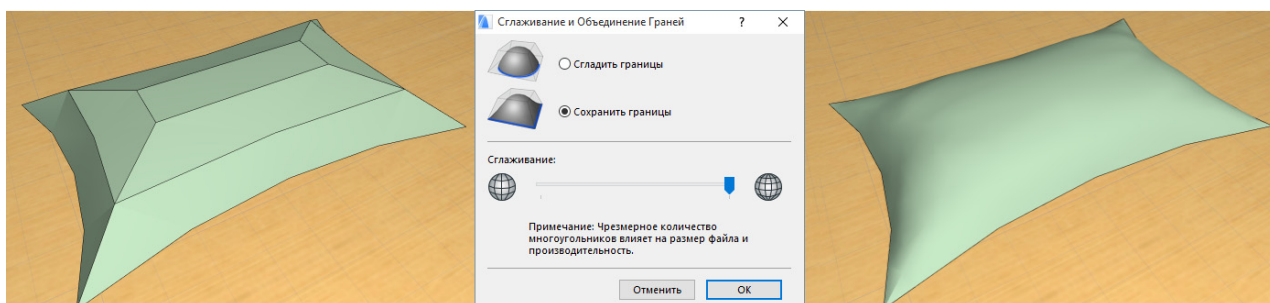 Сглаживание и Объединение Граней
?
Сгладить границы
Сохранить границы
Сглаживание:
Примечание: Чрезмерное количество
многоугольников влияет на размер файла и
производительность.
Отменить
OK